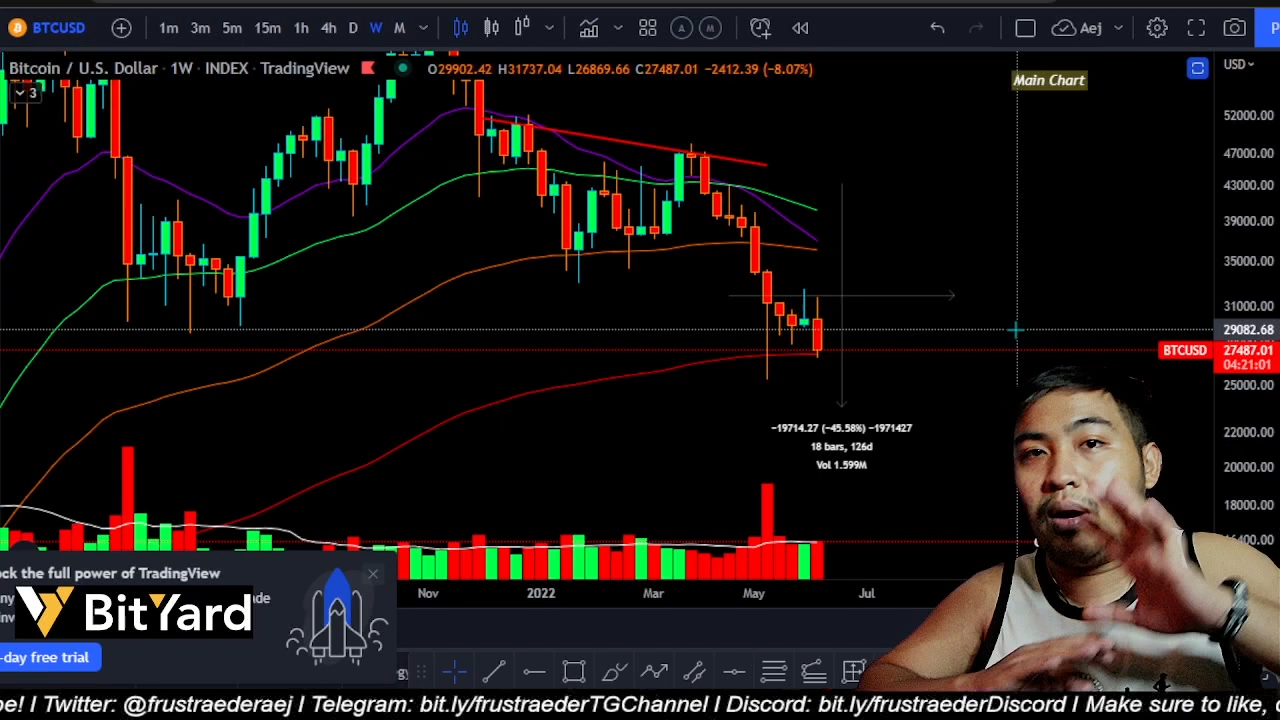 BTCUSD 1m 3m 5m 15m 1h 4h D W M A M Aej P
Bitcoin / U.S. Dollar · 1W · INDEX · TradingView O29902.42 H31737.04 L26869.66 C27487.01 −2412.39 (−8.07%) USD
3
Main Chart
52000.00
47000.00
43000.00
39000.00
35000.00
31000.00
29082.68
BTCUSD 27487.01
04:21:01
25000.00
−19714.27 (−45.58%) −1971427
18 bars, 126d
Vol 1.599M
22000.00
20000.00
18000.00
16400.00
Nov 2022 Mar May Jul
ock the full power of TradingView
BitYard
-day free trial
pe! I Twitter: @frustraederaej I Telegram: bit.ly/frustraederTGChannel I Discord: bit.ly/frustraederDiscord I Make sure to like,